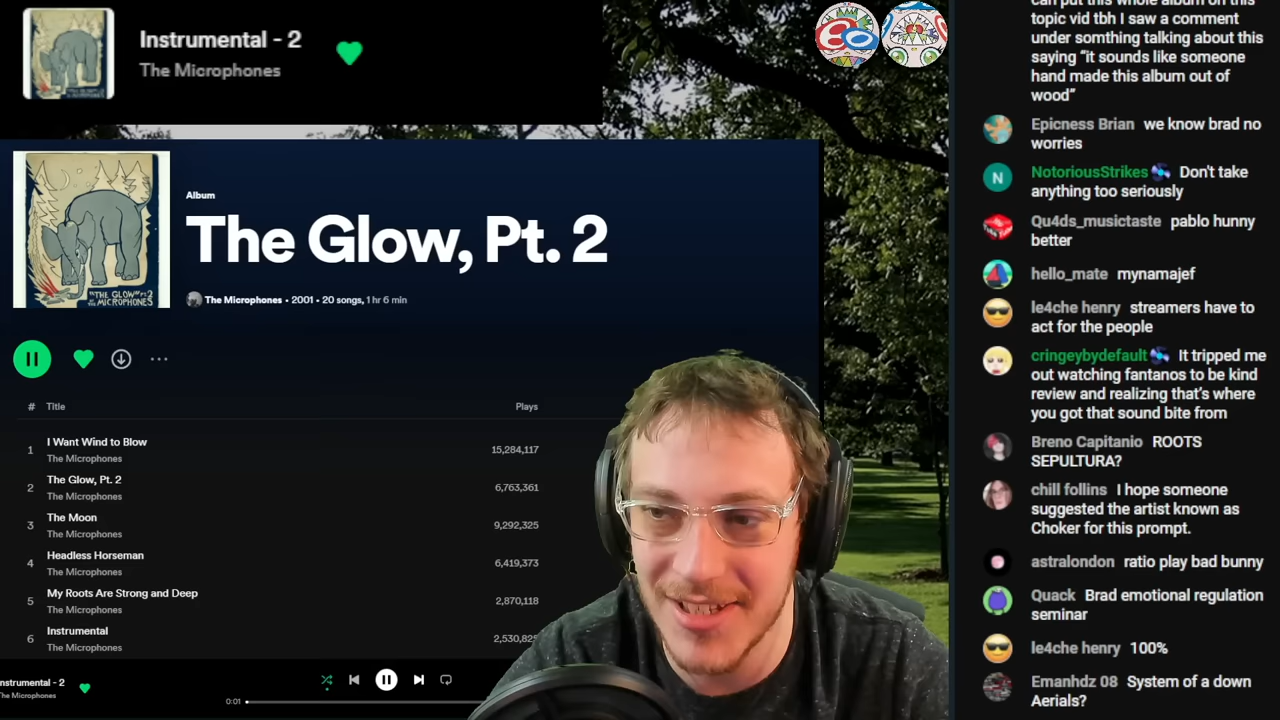 Instrumental - 2
The Microphones
Album
The Glow, Pt. 2
The Microphones • 2001 • 20 songs, 1 hr 6 min
"THE GLOW" PT. 2
THE MICROPHONES
# Title Plays
1 I Want Wind to Blow 15,284,117
The Microphones
2 The Glow, Pt. 2 6,763,361
The Microphones
3 The Moon 9,292,325
The Microphones
4 Headless Horseman 6,419,373
The Microphones
5 My Roots Are Strong and Deep 2,870,118
The Microphones
6 Instrumental
The Microphones
nstrumental - 2
The Microphones
0:01
can put this whole album on this
topic vid tbh I saw a comment
under somthing talking about this
saying “it sounds like someone
hand made this album out of
wood”
Epicness Brian we know brad no
worries
N
NotoriousStrikes Don't take
anything too seriously
Qu4ds_musictaste pablo hunny
better
hello_mate mynamajef
le4che henry streamers have to
act for the people
cringeybydefault It tripped me
out watching fantanos to be kind
review and realizing that’s where
you got that sound bite from
Breno Capitanio ROOTS
SEPULTURA?
chill follins I hope someone
suggested the artist known as
Choker for this prompt.
astralondon ratio play bad bunny
Quack Brad emotional regulation
seminar
le4che henry 100%
Emanhdz 08 System of a down
Aerials?